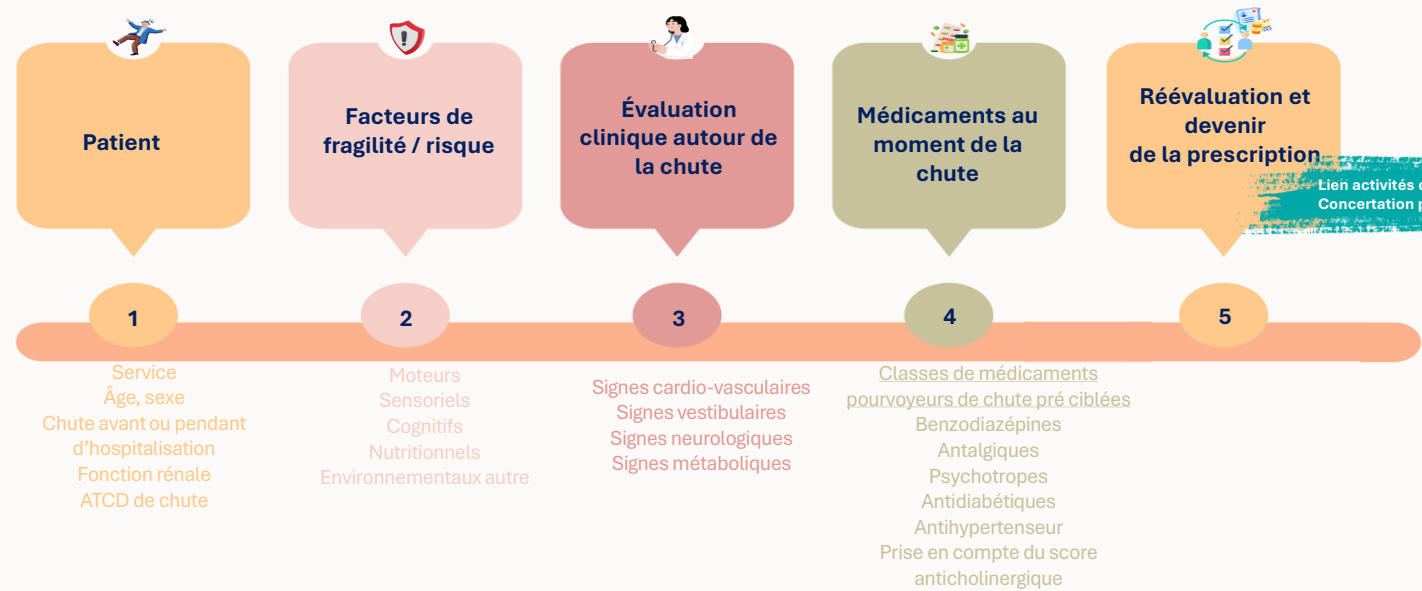 Patient
Facteurs de
fragilité / risque
Évaluation
clinique autour de
la chute
Médicaments au
moment de la
chute
Réévaluation et
devenir
de la prescription
Lien activités
Concertation
1
2
3
4
5
Service
Âge, sexe
Chute avant ou pendant
d’hospitalisation
Fonction rénale
ATCD de chute
Moteurs
Sensoriels
Cognitifs
Nutritionnels
Environnementaux autre
Signes cardio-vasculaires
Signes vestibulaires
Signes neurologiques
Signes métaboliques
Classes de médicaments
pourvoyeurs de chute pré ciblées
Benzodiazépines
Antalgiques
Psychotropes
Antidiabétiques
Antihypertenseur
Prise en compte du score
anticholinergique